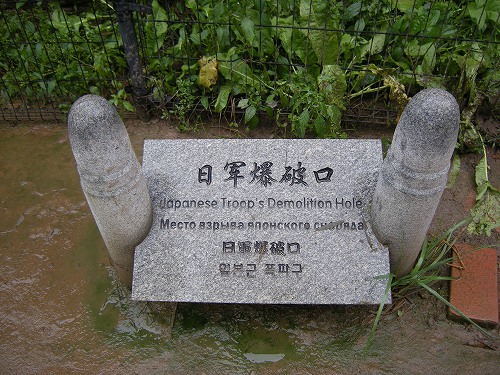 日军爆破口
Japanese Troop's Demolition Hole
Место взрыва японского снаряда
日軍爆破口
일본군 폭파구